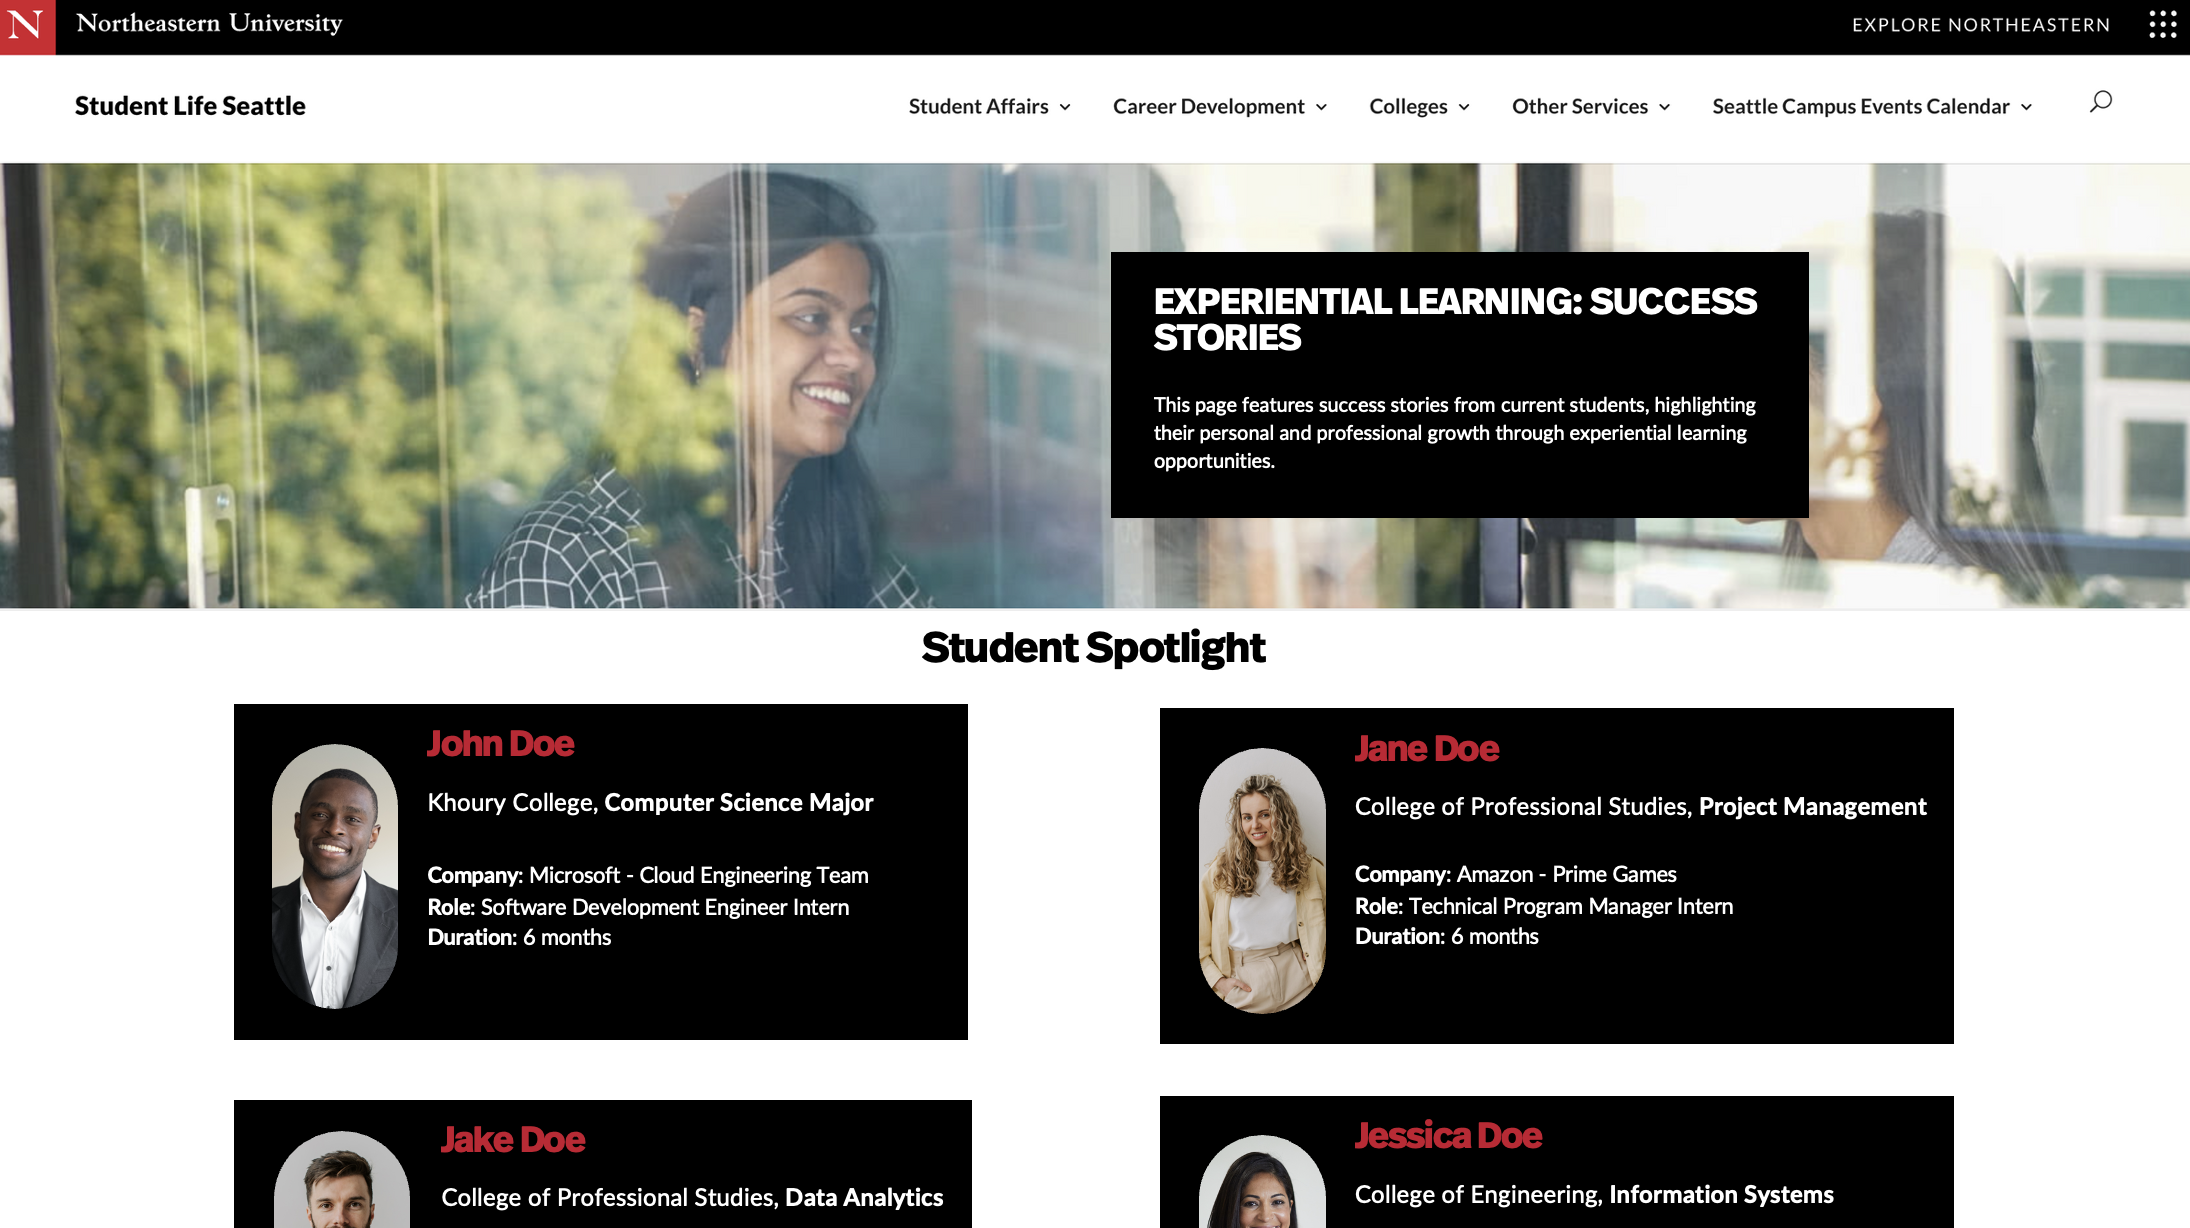 N Northeastern University
EXPLORE NORTHEASTERN
Student Life Seattle
Student Affairs
Career Development
Colleges
Other Services
Seattle Campus Events Calendar
EXPERIENTIAL LEARNING: SUCCESS
STORIES
This page features success stories from current students, highlighting
their personal and professional growth through experiential learning
opportunities.
Student Spotlight
John Doe
Khoury College, Computer Science Major
Company: Microsoft - Cloud Engineering Team
Role: Software Development Engineer Intern
Duration: 6 months
Jane Doe
College of Professional Studies, Project Management
Company: Amazon - Prime Games
Role: Technical Program Manager Intern
Duration: 6 months
Jake Doe
College of Professional Studies, Data Analytics
Jessica Doe
College of Engineering, Information Systems